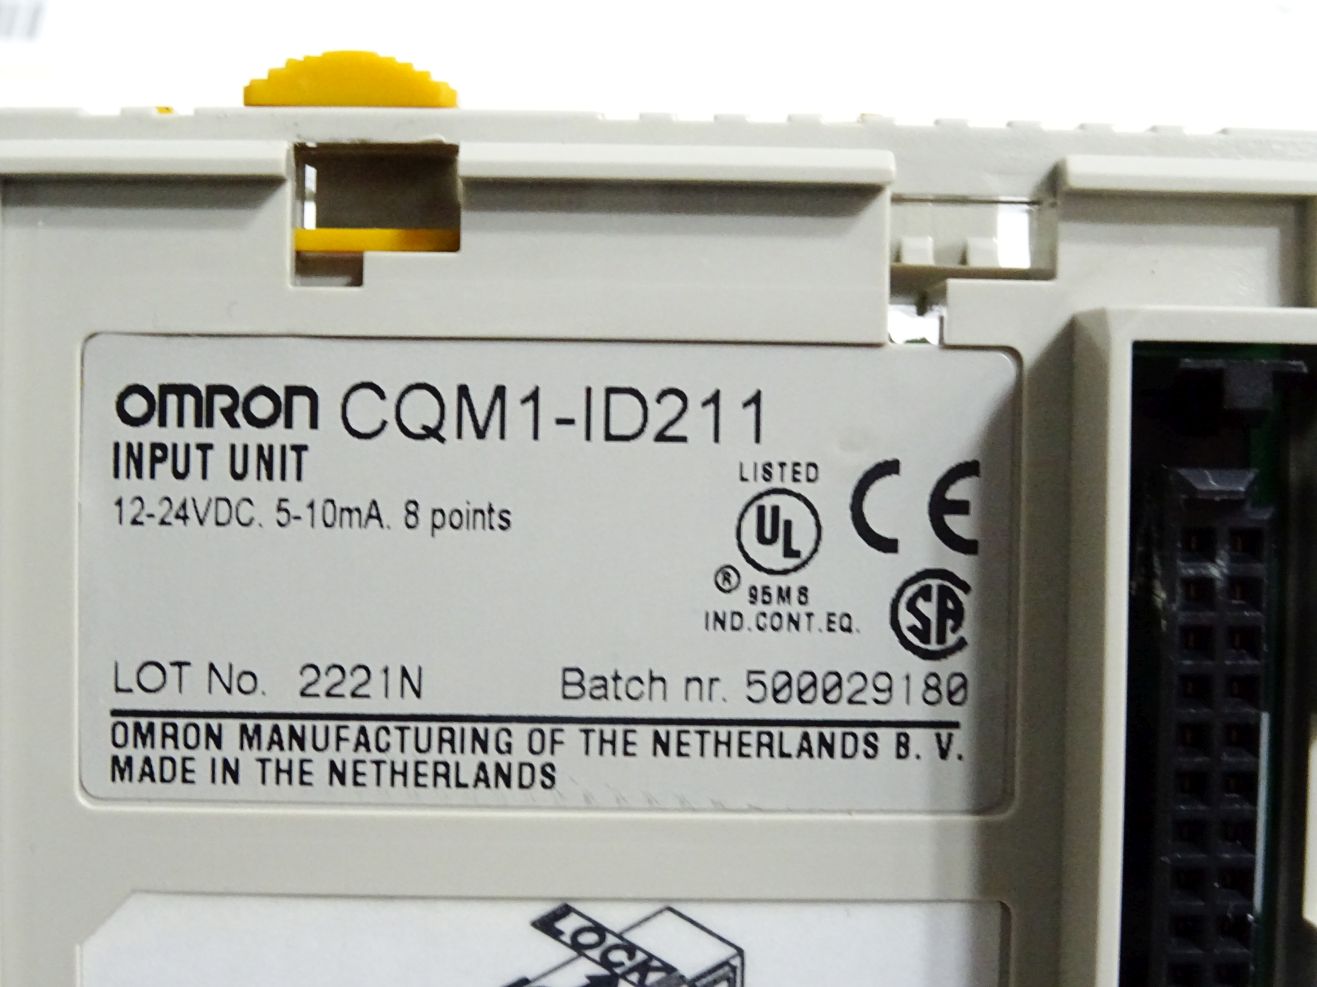 OMRON CQM1-ID211
INPUT UNIT
12-24VDC. 5-10mA. 8 points
LISTED
UL
CE
® 95M8
IND.CONT.EQ.
SA
LOT No. 2221N Batch nr. 500029180
OMRON MANUFACTURING OF THE NETHERLANDS B. V.
MADE IN THE NETHERLANDS
LOCK